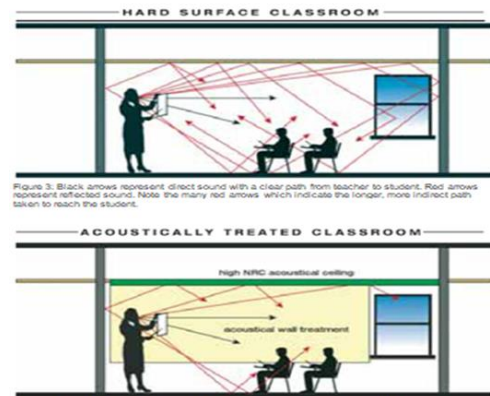 HARD SURFACE CLASSROOM
Figure 3: Black arrows represent direct sound with a clear path from teacher to student. Red arrows
represent reflected sound. Note the many red arrows which indicate the longer, more indirect path
taken to reach the student.
ACOUSTICALLY TREATED CLASSROOM
high NRC acoustical ceiling
acoustical wall treatment